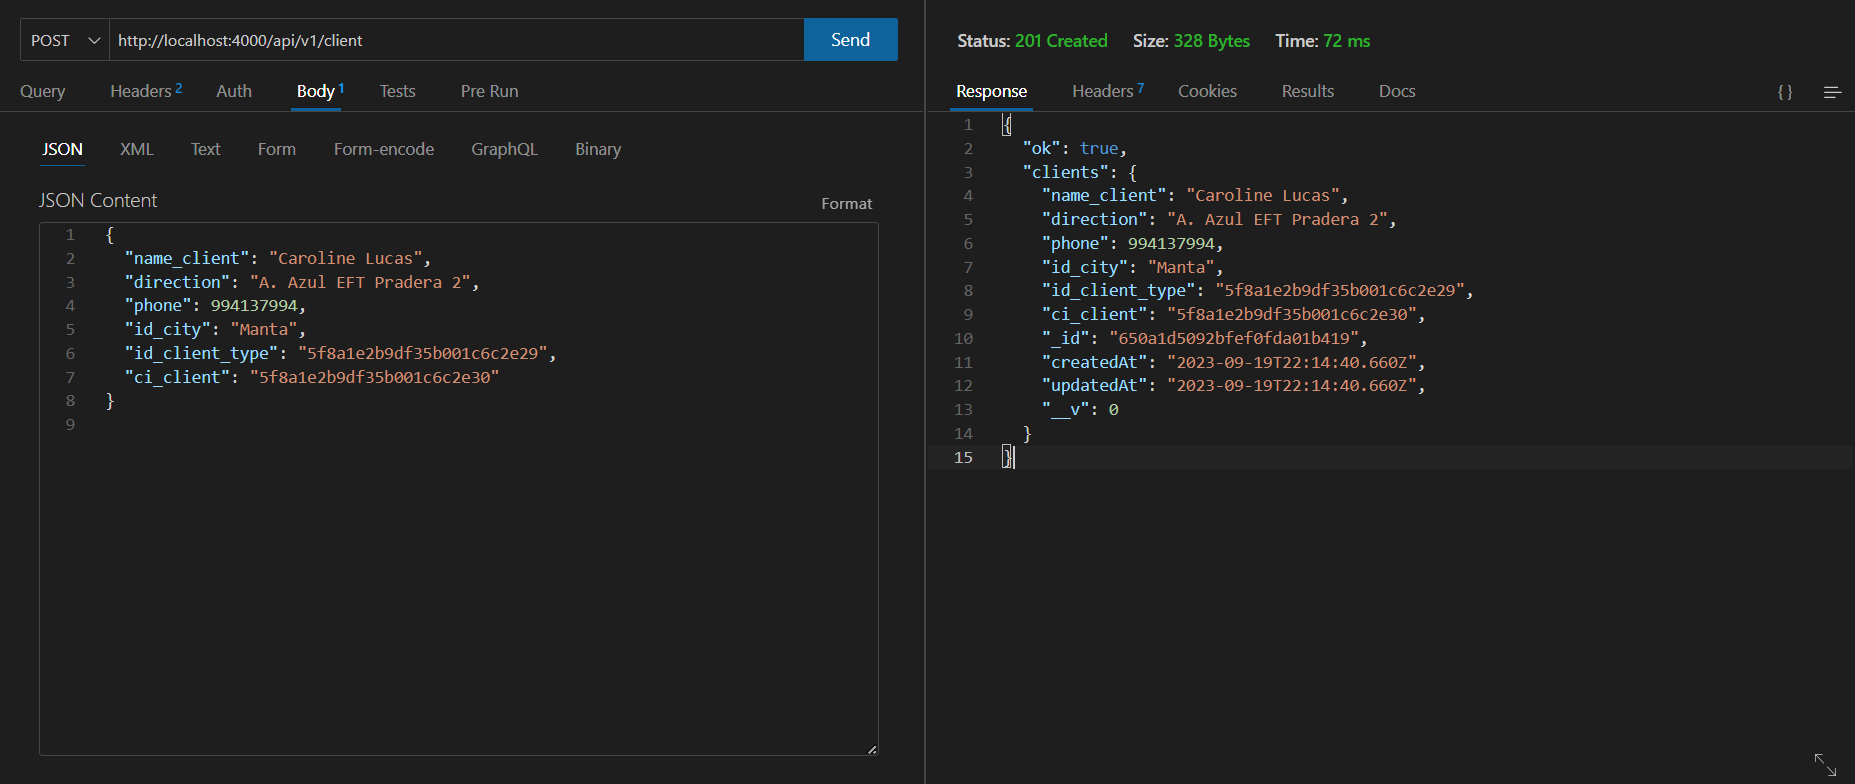 POST http://localhost:4000/api/v1/client Send
Query Headers 2 Auth Body 1 Tests Pre Run
JSON XML Text Form Form-encode GraphQL Binary
JSON Content Format
1 {
2 "name_client": "Caroline Lucas",
3 "direction": "A. Azul EFT Pradera 2",
4 "phone": 994137994,
5 "id_city": "Manta",
6 "id_client_type": "5f8a1e2b9df35b001c6c2e29",
7 "ci_client": "5f8a1e2b9df35b001c6c2e30"
8 }
9
Status: 201 Created Size: 328 Bytes Time: 72 ms
Response Headers 7 Cookies Results Docs { }
1 {
2 "ok": true,
3 "clients": {
4 "name_client": "Caroline Lucas",
5 "direction": "A. Azul EFT Pradera 2",
6 "phone": 994137994,
7 "id_city": "Manta",
8 "id_client_type": "5f8a1e2b9df35b001c6c2e29",
9 "ci_client": "5f8a1e2b9df35b001c6c2e30",
10 "_id": "650a1d5092bfef0fda01b419",
11 "createdAt": "2023-09-19T22:14:40.660Z",
12 "updatedAt": "2023-09-19T22:14:40.660Z",
13 "__v": 0
14 }
15 }